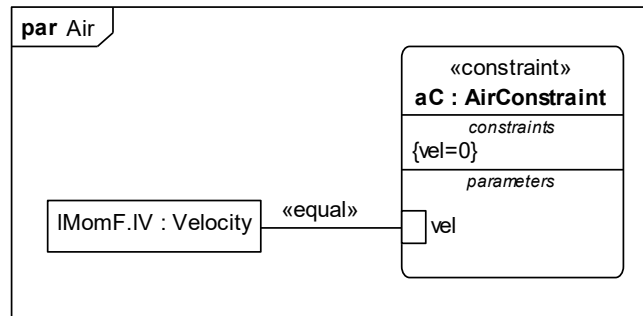 par Air
«constraint»
aC : AirConstraint
constraints
{vel=0}
parameters
lMomF.lV : Velocity
«equal»
vel